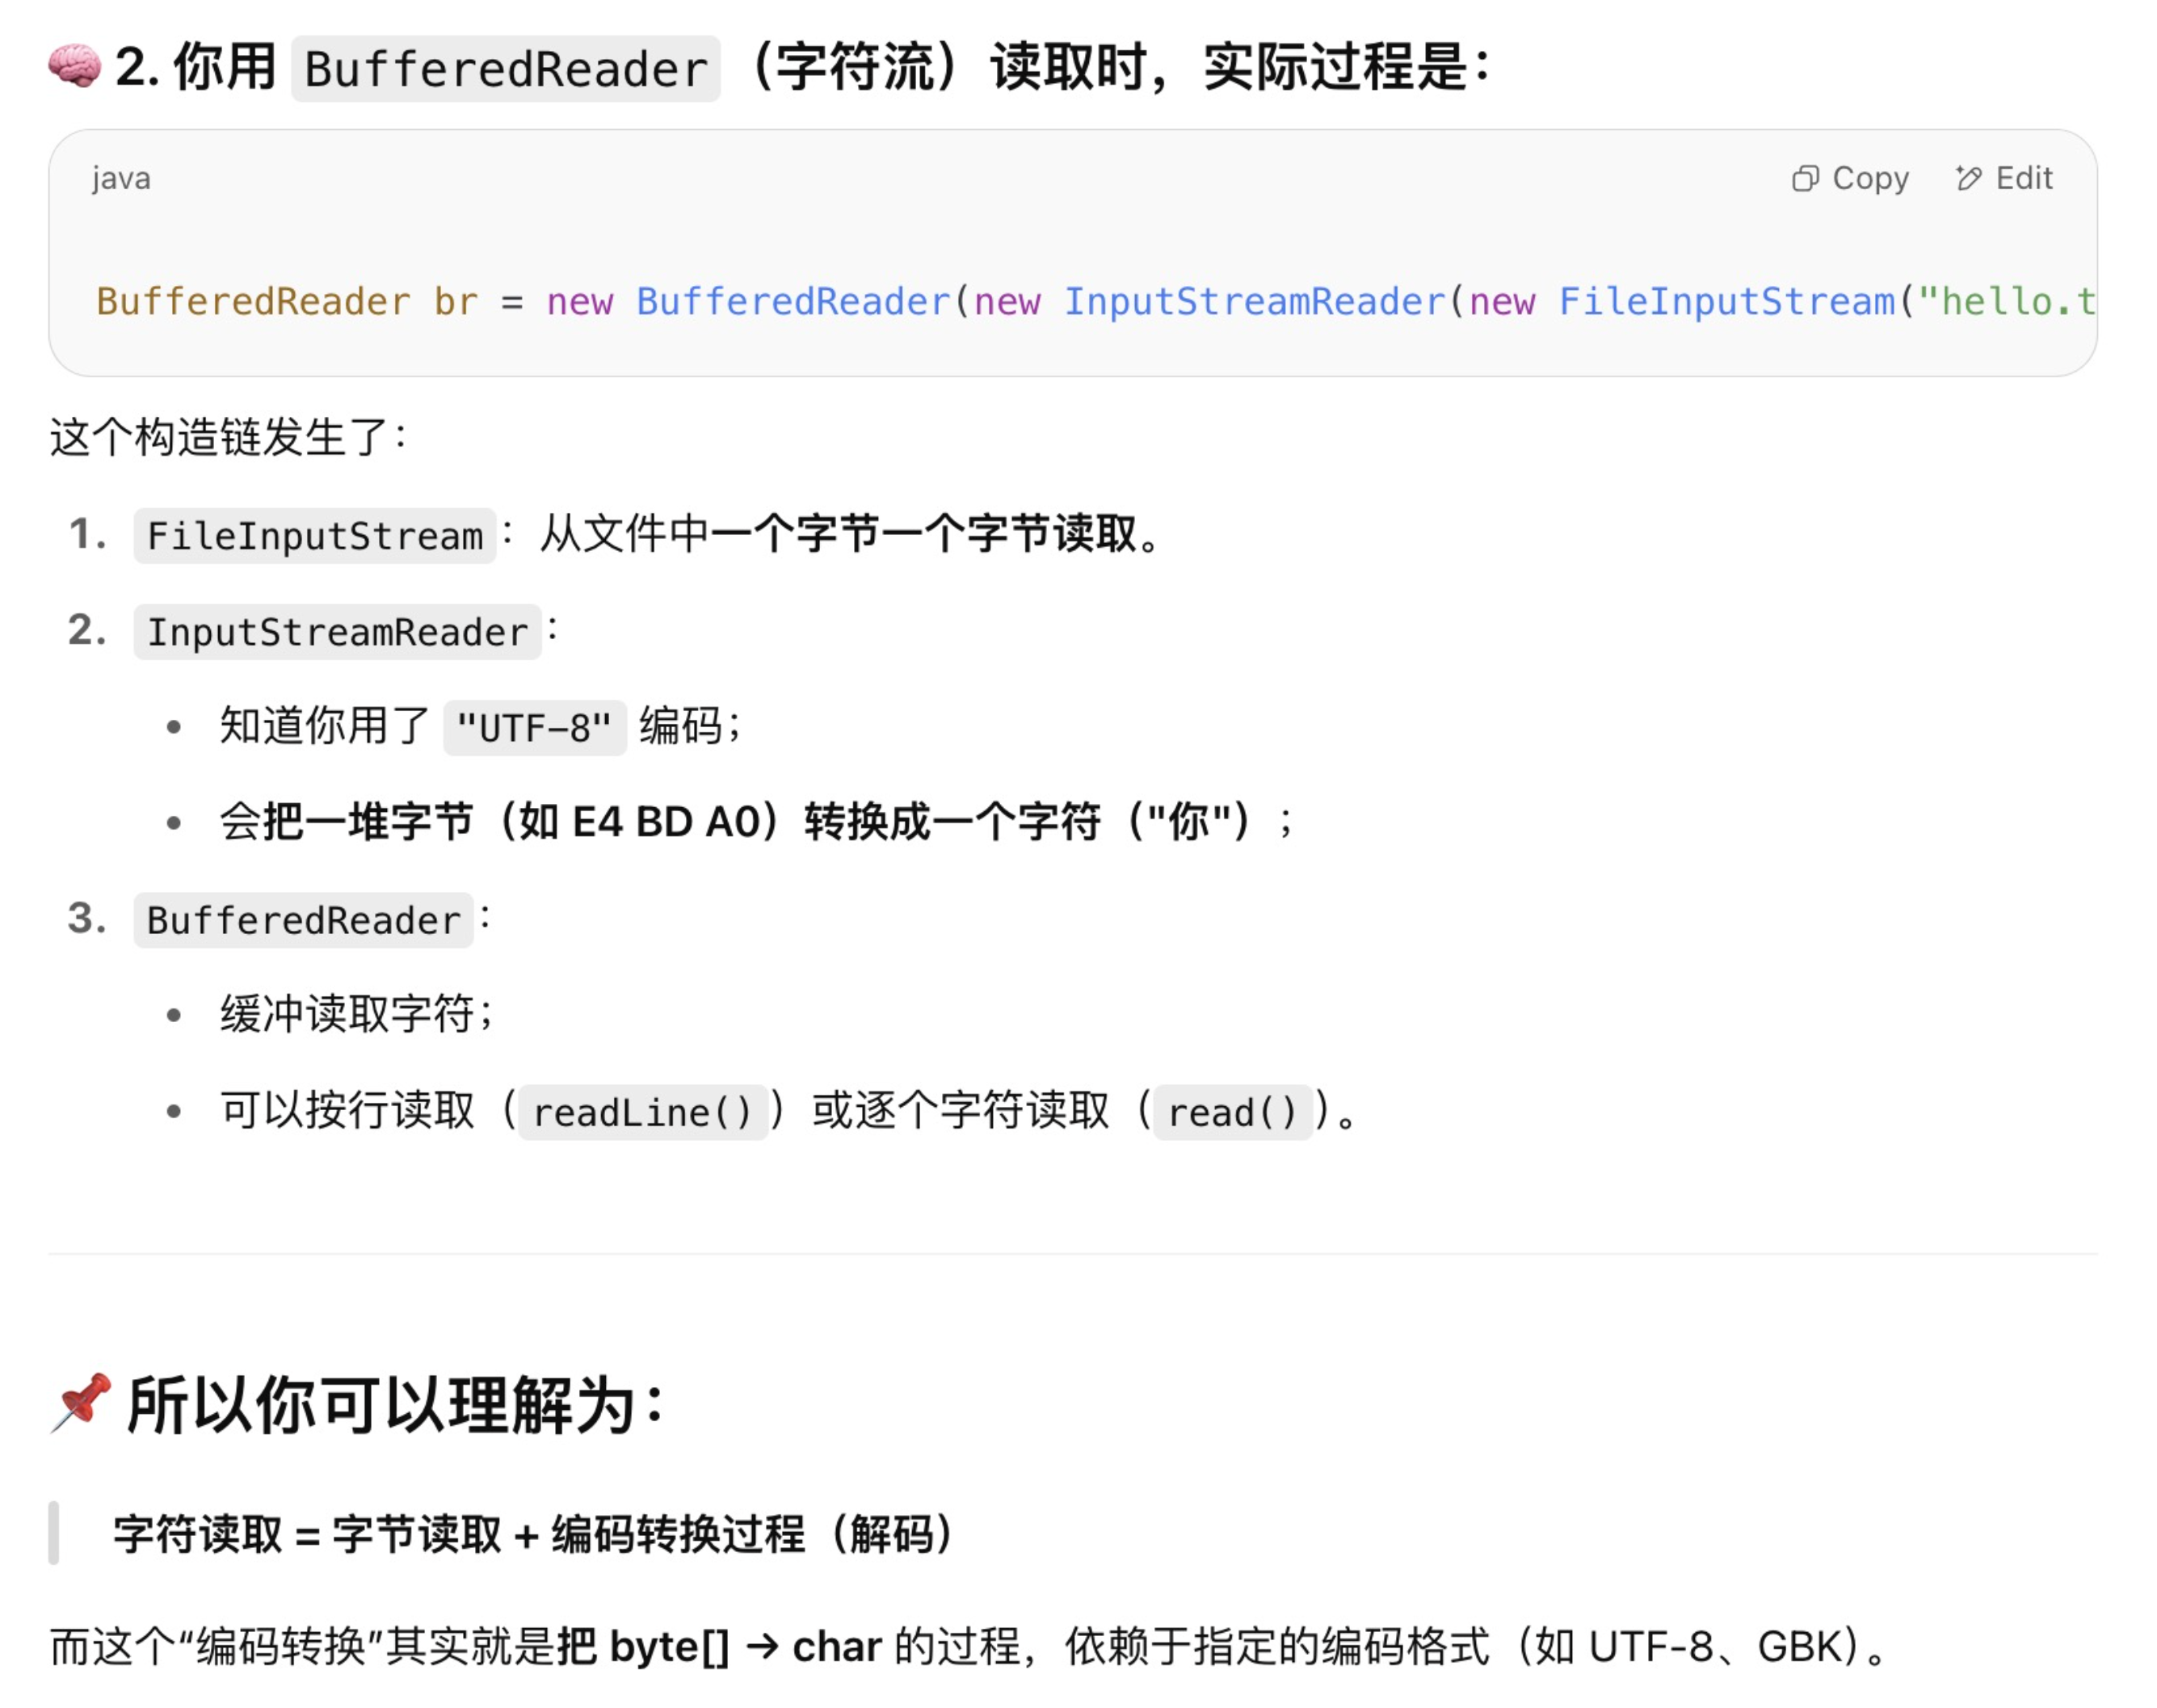 🧠 2. 你用 BufferedReader （字符流）读取时，实际过程是：
java
Copy
Edit
BufferedReader br = new BufferedReader(new InputStreamReader(new FileInputStream("hello.t
这个构造链发生了：
1. FileInputStream：从文件中一个字节一个字节读取。
2. InputStreamReader：
• 知道你用了 "UTF-8" 编码；
• 会把一堆字节（如 E4 BD A0）转换成一个字符（"你"）；
3. BufferedReader：
• 缓冲读取字符；
• 可以按行读取（readLine()）或逐个字符读取（read()）。
📌 所以你可以理解为：
字符读取 = 字节读取 + 编码转换过程（解码）
而这个“编码转换”其实就是把 byte[] → char 的过程，依赖于指定的编码格式（如 UTF-8、GBK）。